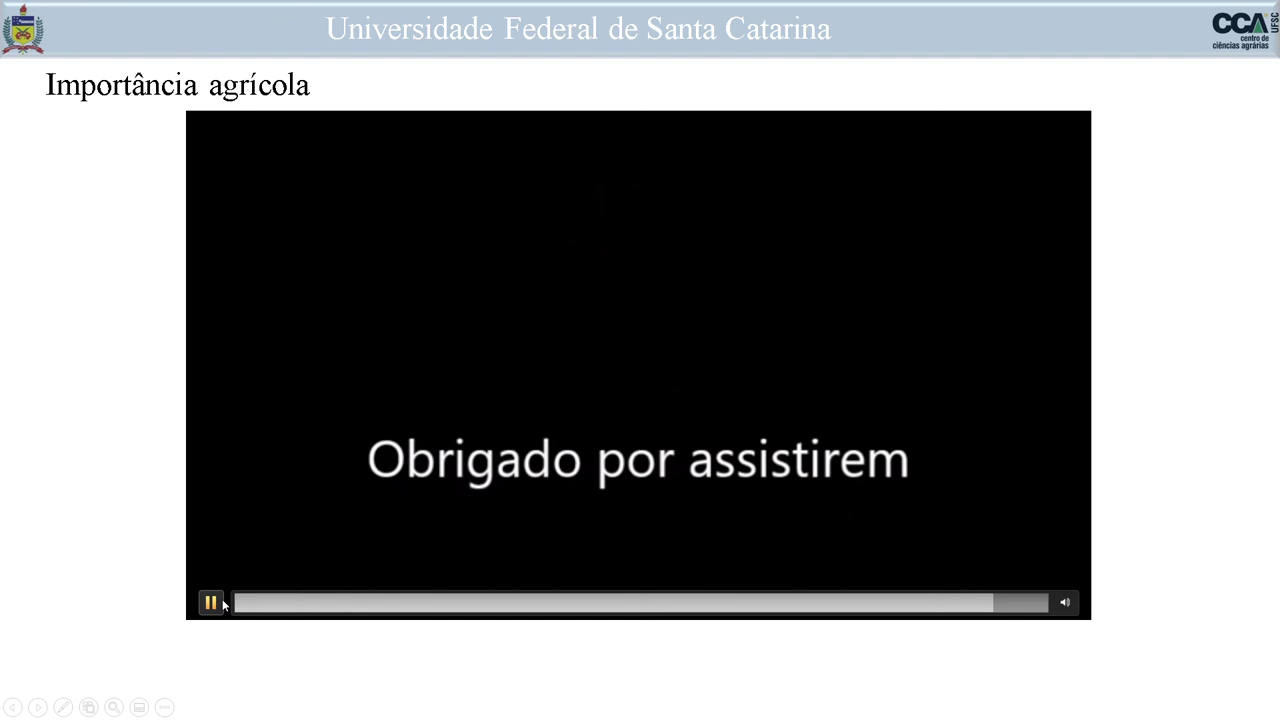 Universidade Federal de Santa Catarina
CCA
UFSC
centro de
ciências agrárias
Importância agrícola
Obrigado por assistirem